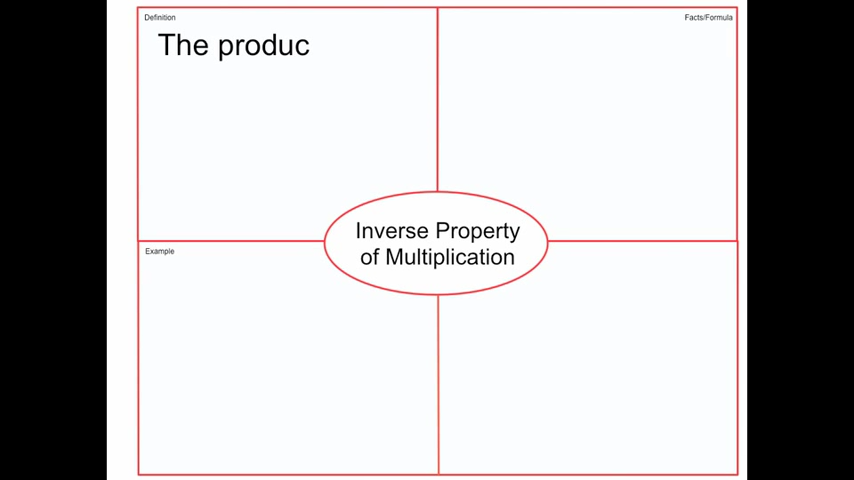 Definition
Facts/Formula
The produc
Inverse Property
of Multiplication
Example